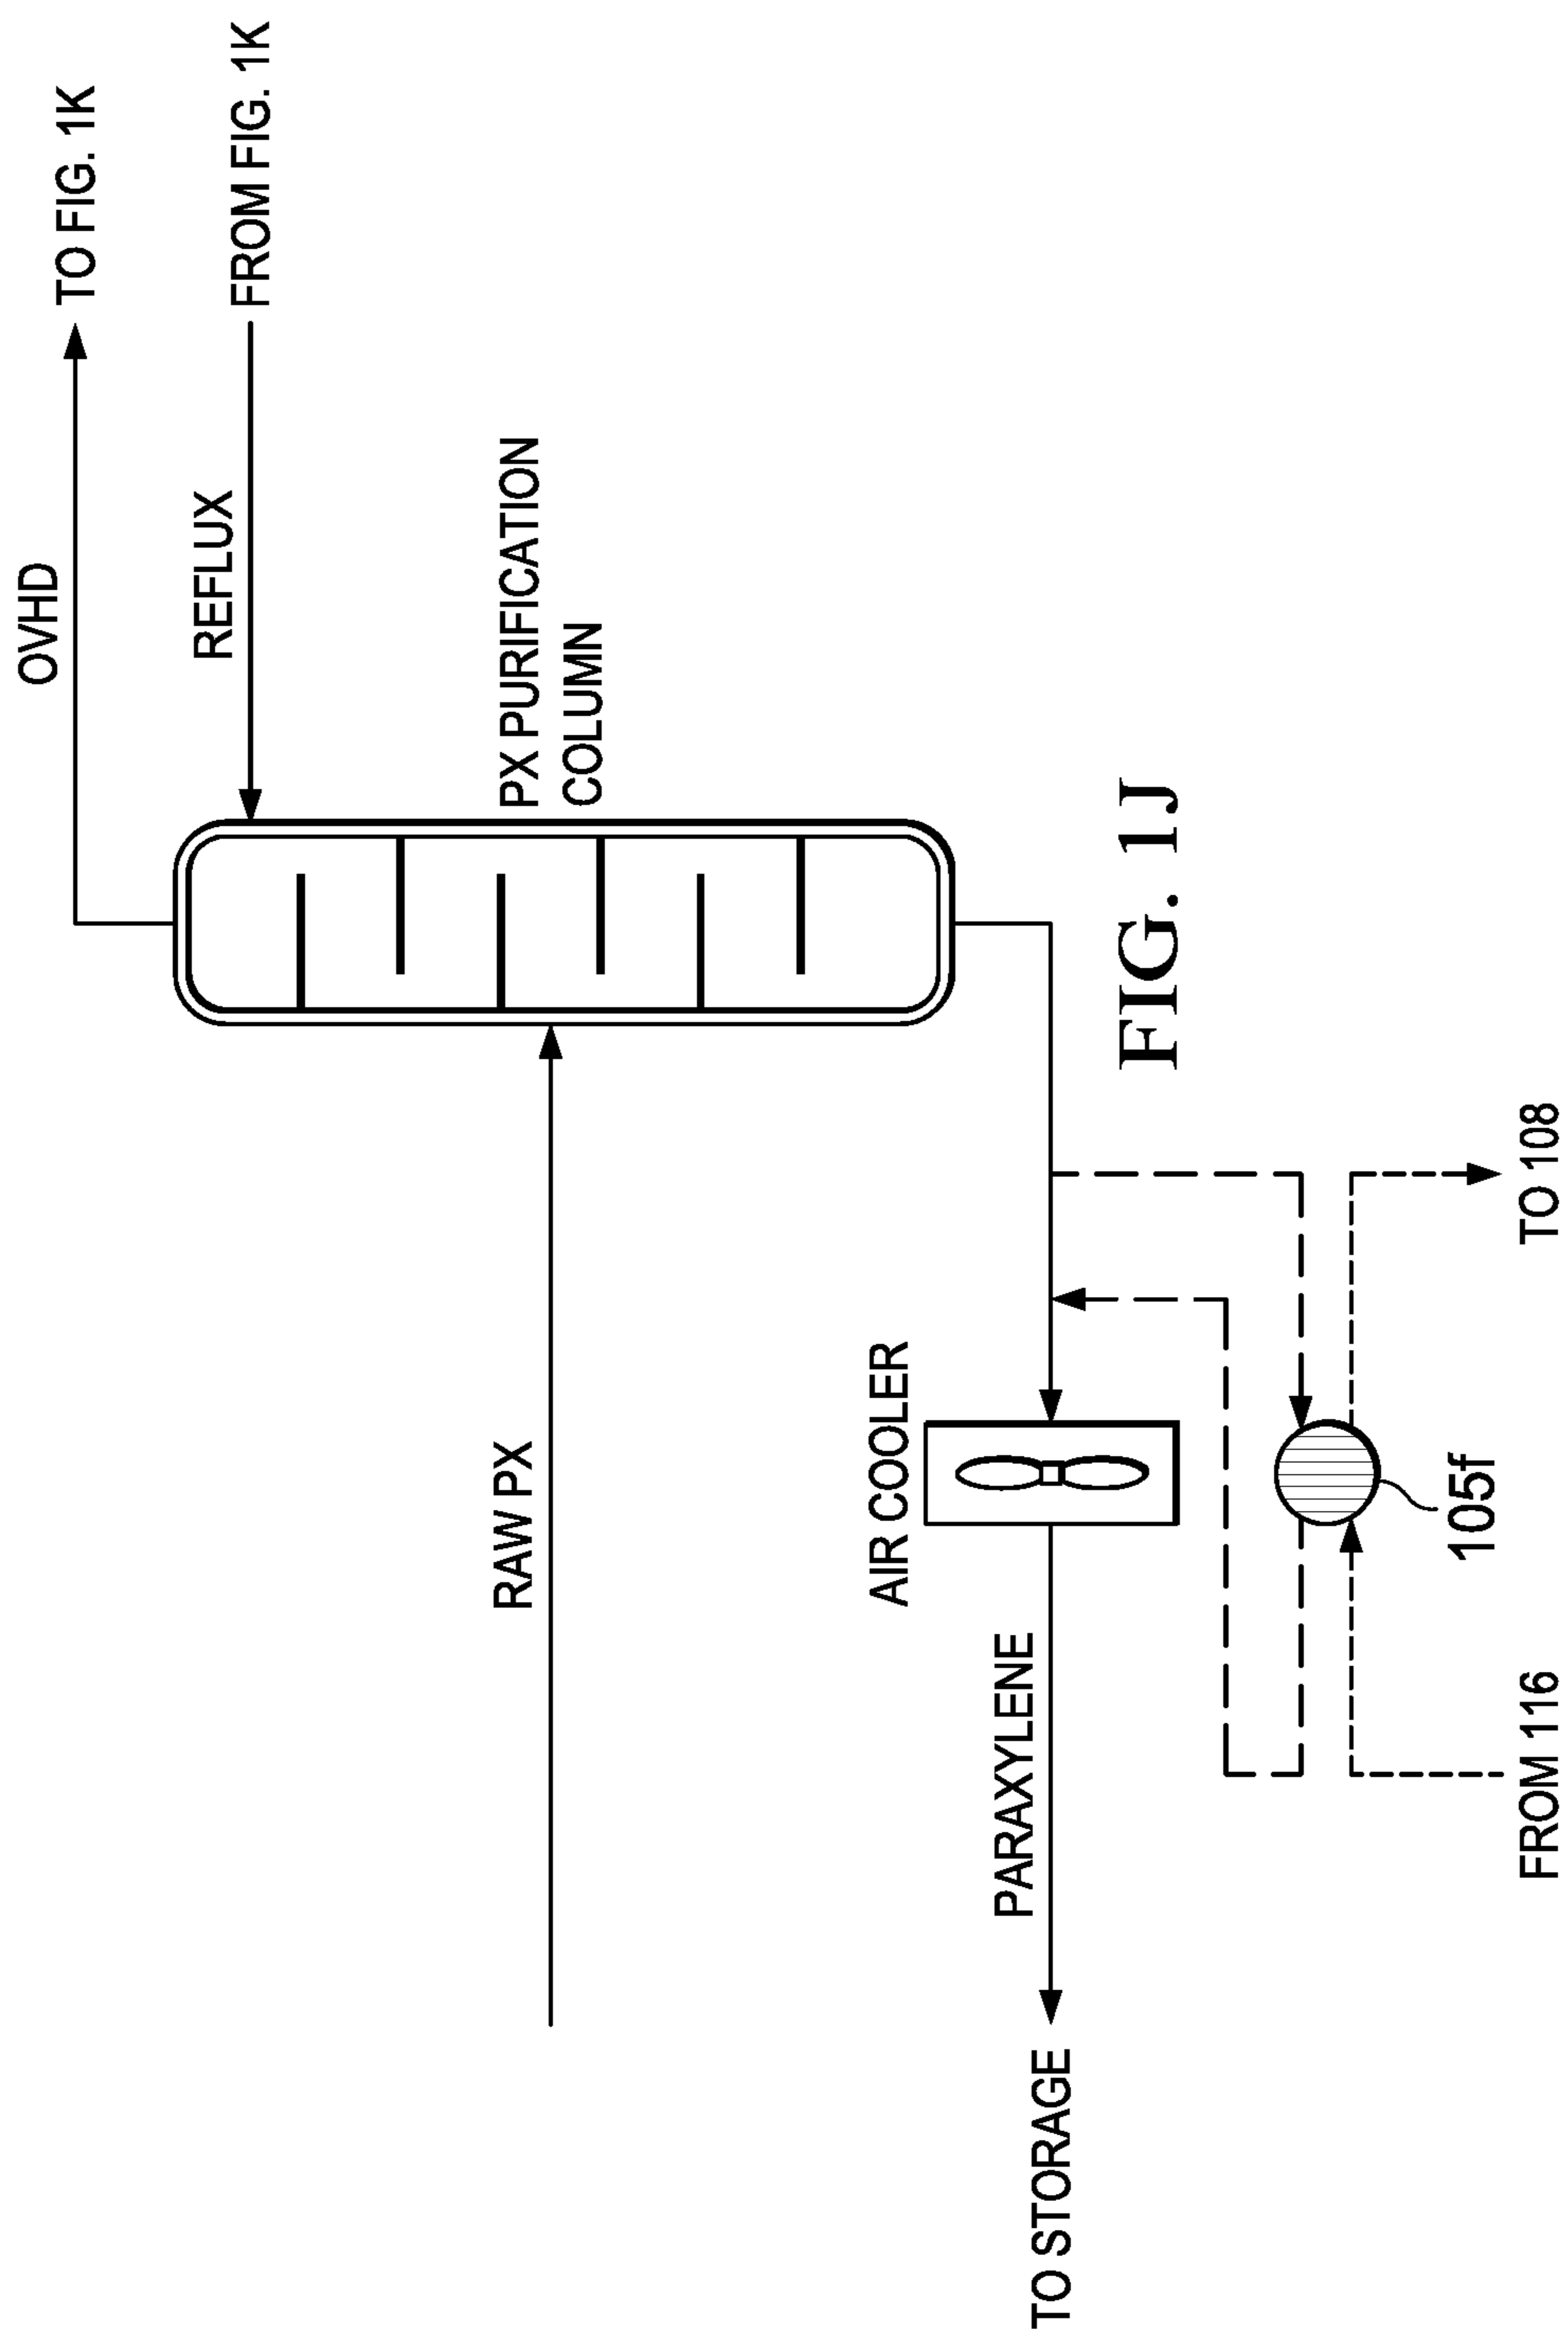 OVHD
TO FIG. 1K
REFLUX
FROM FIG. 1K
PX PURIFICATION
COLUMN
RAW PX
AIR COOLER
PARAXYLENE
TO STORAGE
105f
FROM 116
TO 108
FIG. 1J